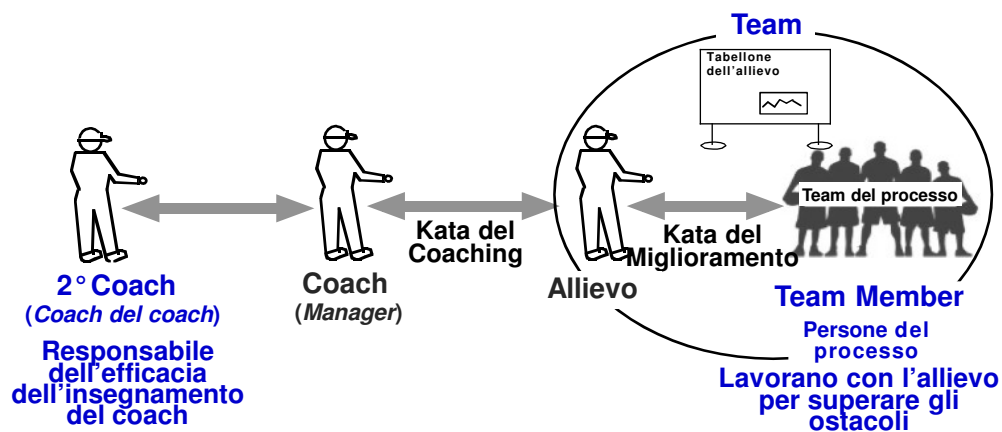 Team
Tabellone
dell'allievo
Team del processo
Kata del
Coaching
Kata del
Miglioramento
2° Coach
(Coach del coach)
Responsabile
dell'efficacia
dell'insegnamento
del coach
Coach
(Manager)
Allievo
Team Member
Persone del
processo
Lavorano con l'allievo
per superare gli
ostacoli